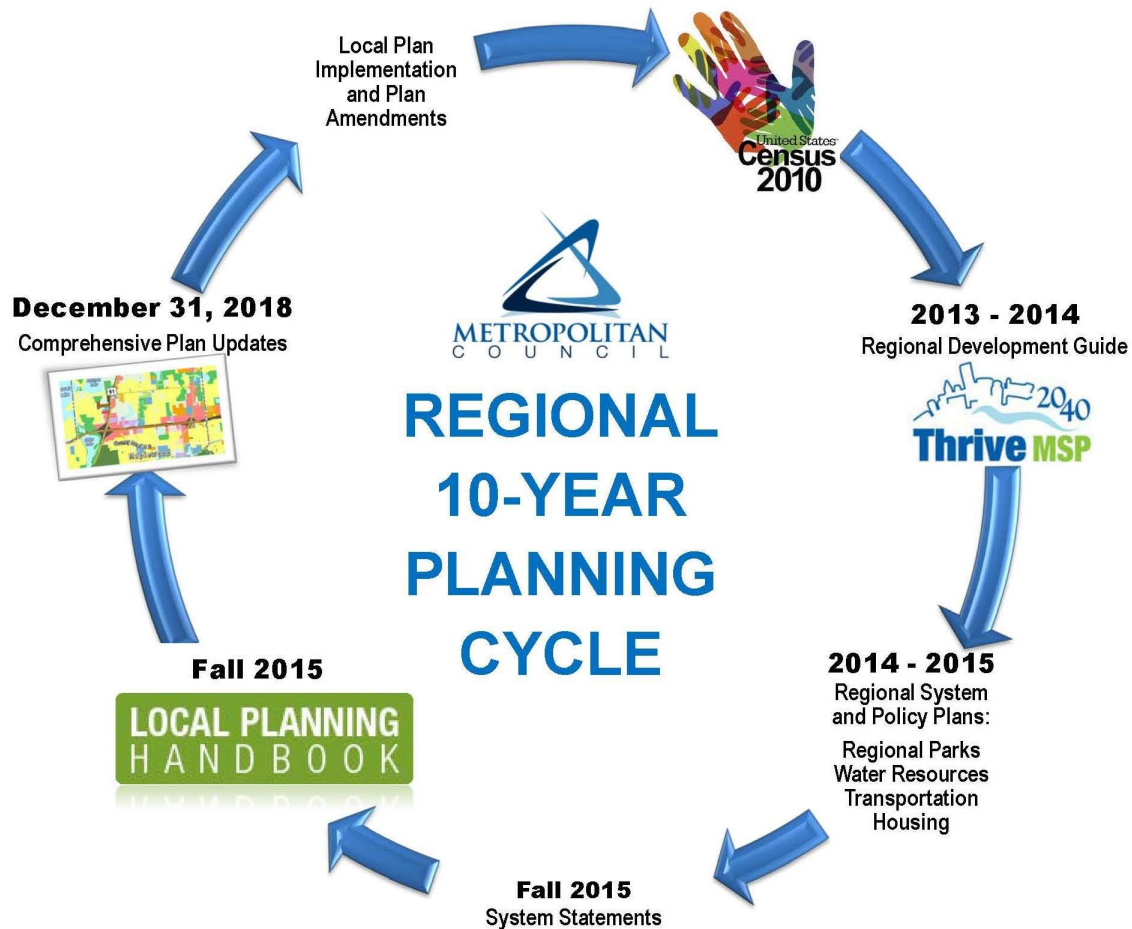 Local Plan
Implementation
and Plan
Amendments
United States
Census
2010
December 31, 2018
Comprehensive Plan Updates
METROPOLITAN
COUNCIL
2013 - 2014
Regional Development Guide
2040
Thrive MSP
REGIONAL
10-YEAR
PLANNING
CYCLE
2014 - 2015
Regional System
and Policy Plans:
Regional Parks
Water Resources
Transportation
Housing
Fall 2015
LOCAL PLANNING
HANDBOOK
Fall 2015
System Statements